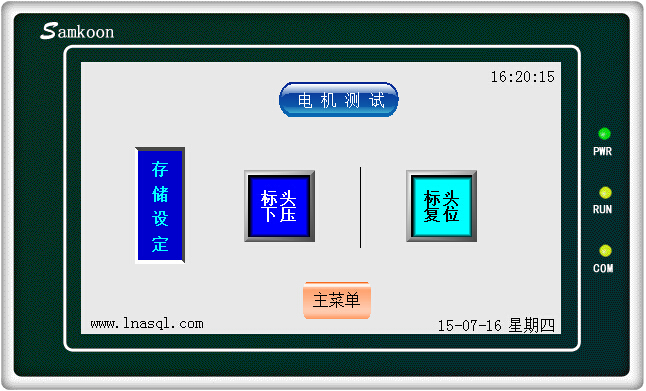 Samkoon
16:20:15
电机测试
PWR
存
储
设
定
标头
下压
标头
复位
RUN
COM
主菜单
www.lnasql.com
15-07-16 星期四